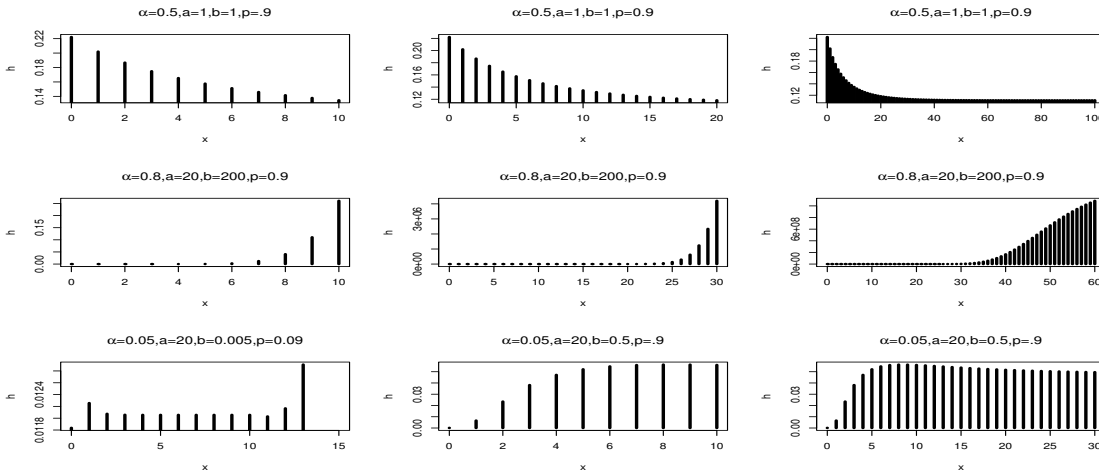 α=0.5,a=1,b=1,p=.9
h
0.14
0.18
0.22
0 2 4 6 8 10
x
α=0.5,a=1,b=1,p=0.9
h
0.12
0.16
0.20
0 5 10 15 20
x
α=0.5,a=1,b=1,p=0.9
h
0.12
0.18
0 20 40 60 80 100
x
α=0.8,a=20,b=200,p=0.9
h
0.00
0.15
0 2 4 6 8 10
x
α=0.8,a=20,b=200,p=0.9
h
0e+00
3e+06
0 5 10 15 20 25 30
x
α=0.8,a=20,b=200,p=0.9
h
0e+00
6e+08
0 10 20 30 40 50 60
x
α=0.05,a=20,b=0.005,p=0.09
h
0.0118
0.0124
0 5 10 15
x
α=0.05,a=20,b=0.5,p=.9
h
0.00
0.03
0 2 4 6 8 10
x
α=0.05,a=20,b=0.5,p=.9
h
0.00
0.03
0 5 10 15 20 25 30
x